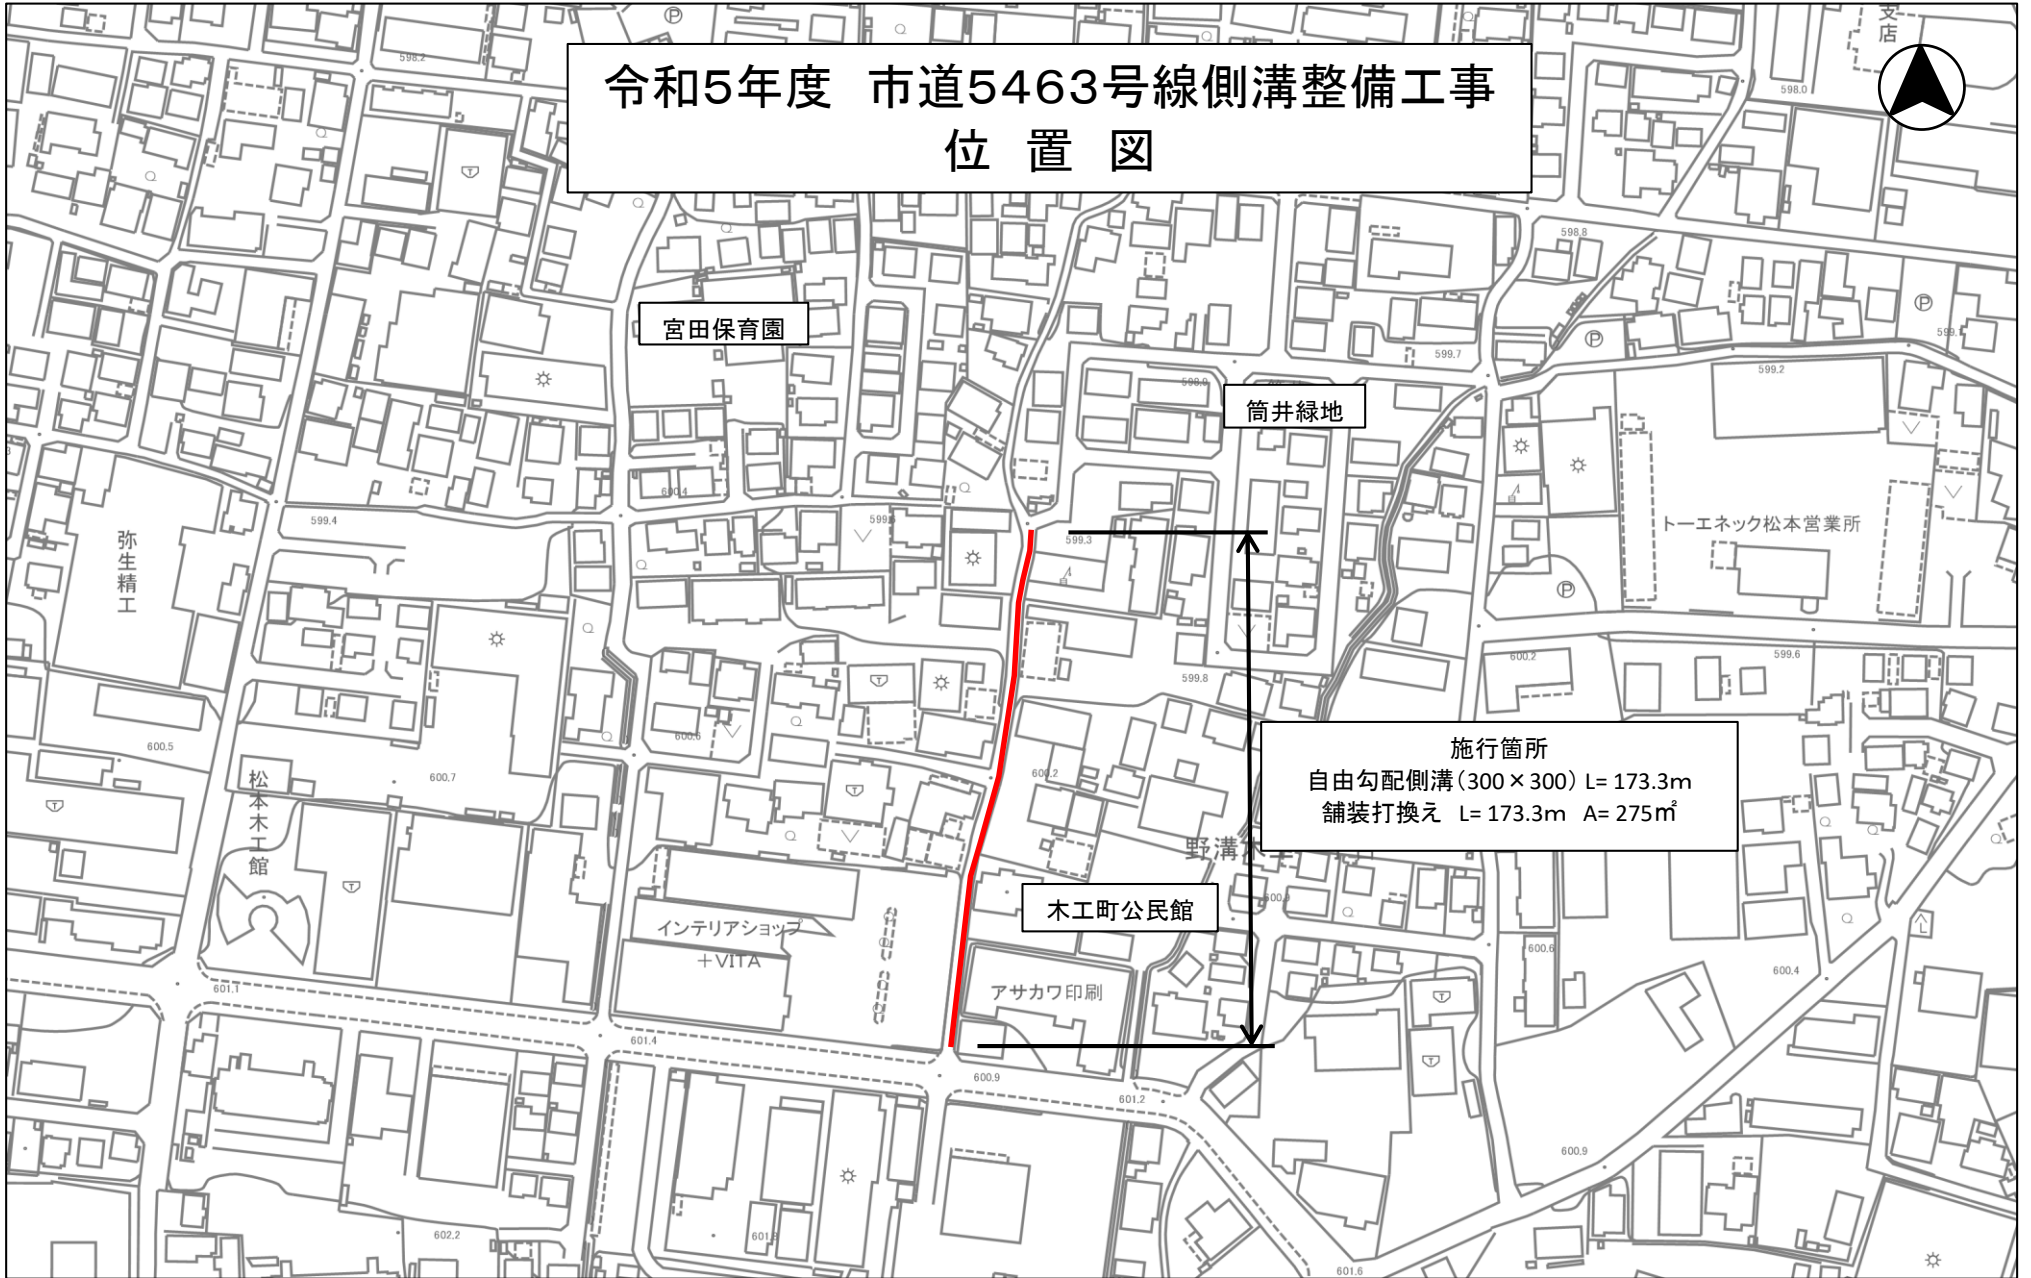 令和5年度　市道5463号線側溝整備工事
位　置　図
支店
598.2
598.0
598.8
宮田保育園
599.7
599.2
筒井緑地
600.4
599.4
599.3
トーエネック松本営業所
弥生精工
600.2
599.6
599.8
600.5
600.6
600.7
600.2
施行箇所
自由勾配側溝（300×300）L= 173.3m
舗装打換え　L= 173.3m　A= 275㎡
松本木工館
野溝
木工町公民館
インテリアショップ
＋VITA
600.6
600.4
601.1
アサカワ印刷
601.4
600.9
601.2
600.9
602.2
601.6